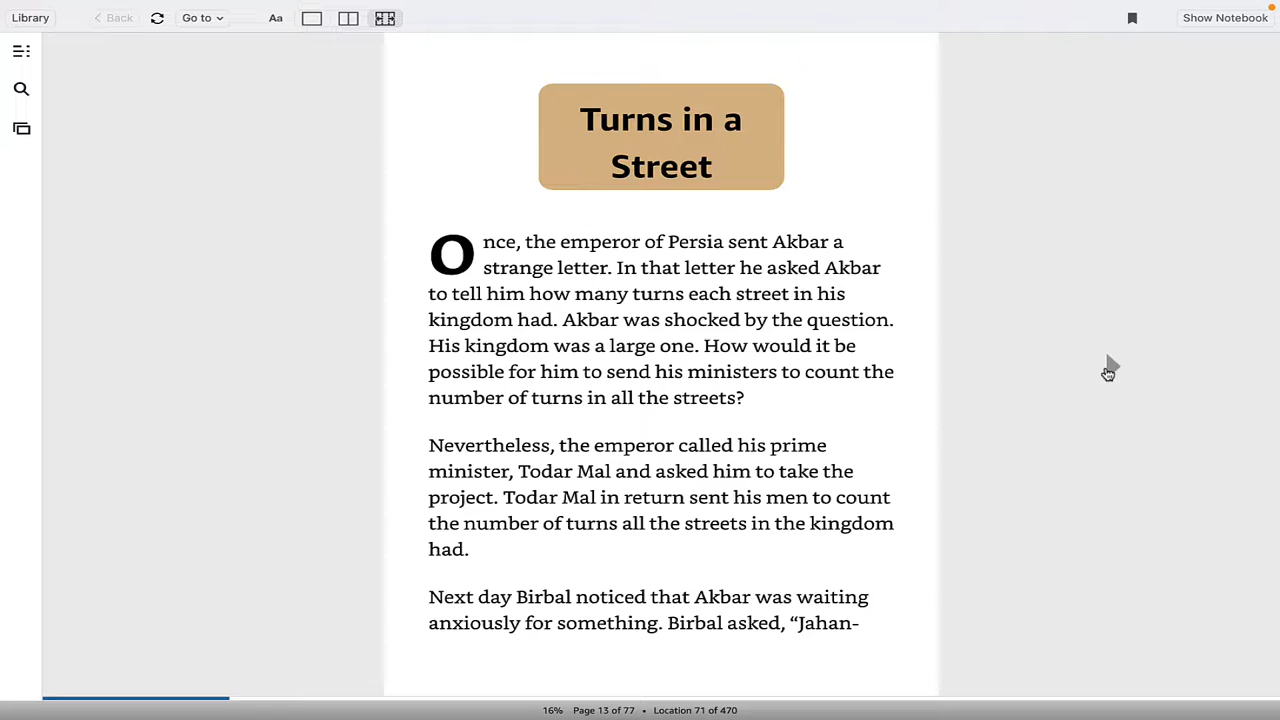 Library
Back
Go to
Aa
Show Notebook
Turns in a
Street
Once, the emperor of Persia sent Akbar a
strange letter. In that letter he asked Akbar
to tell him how many turns each street in his
kingdom had. Akbar was shocked by the question.
His kingdom was a large one. How would it be
possible for him to send his ministers to count the
number of turns in all the streets?
Nevertheless, the emperor called his prime
minister, Todar Mal and asked him to take the
project. Todar Mal in return sent his men to count
the number of turns all the streets in the kingdom
had.
Next day Birbal noticed that Akbar was waiting
anxiously for something. Birbal asked, “Jahan-
16% Page 13 of 77 • Location 71 of 470